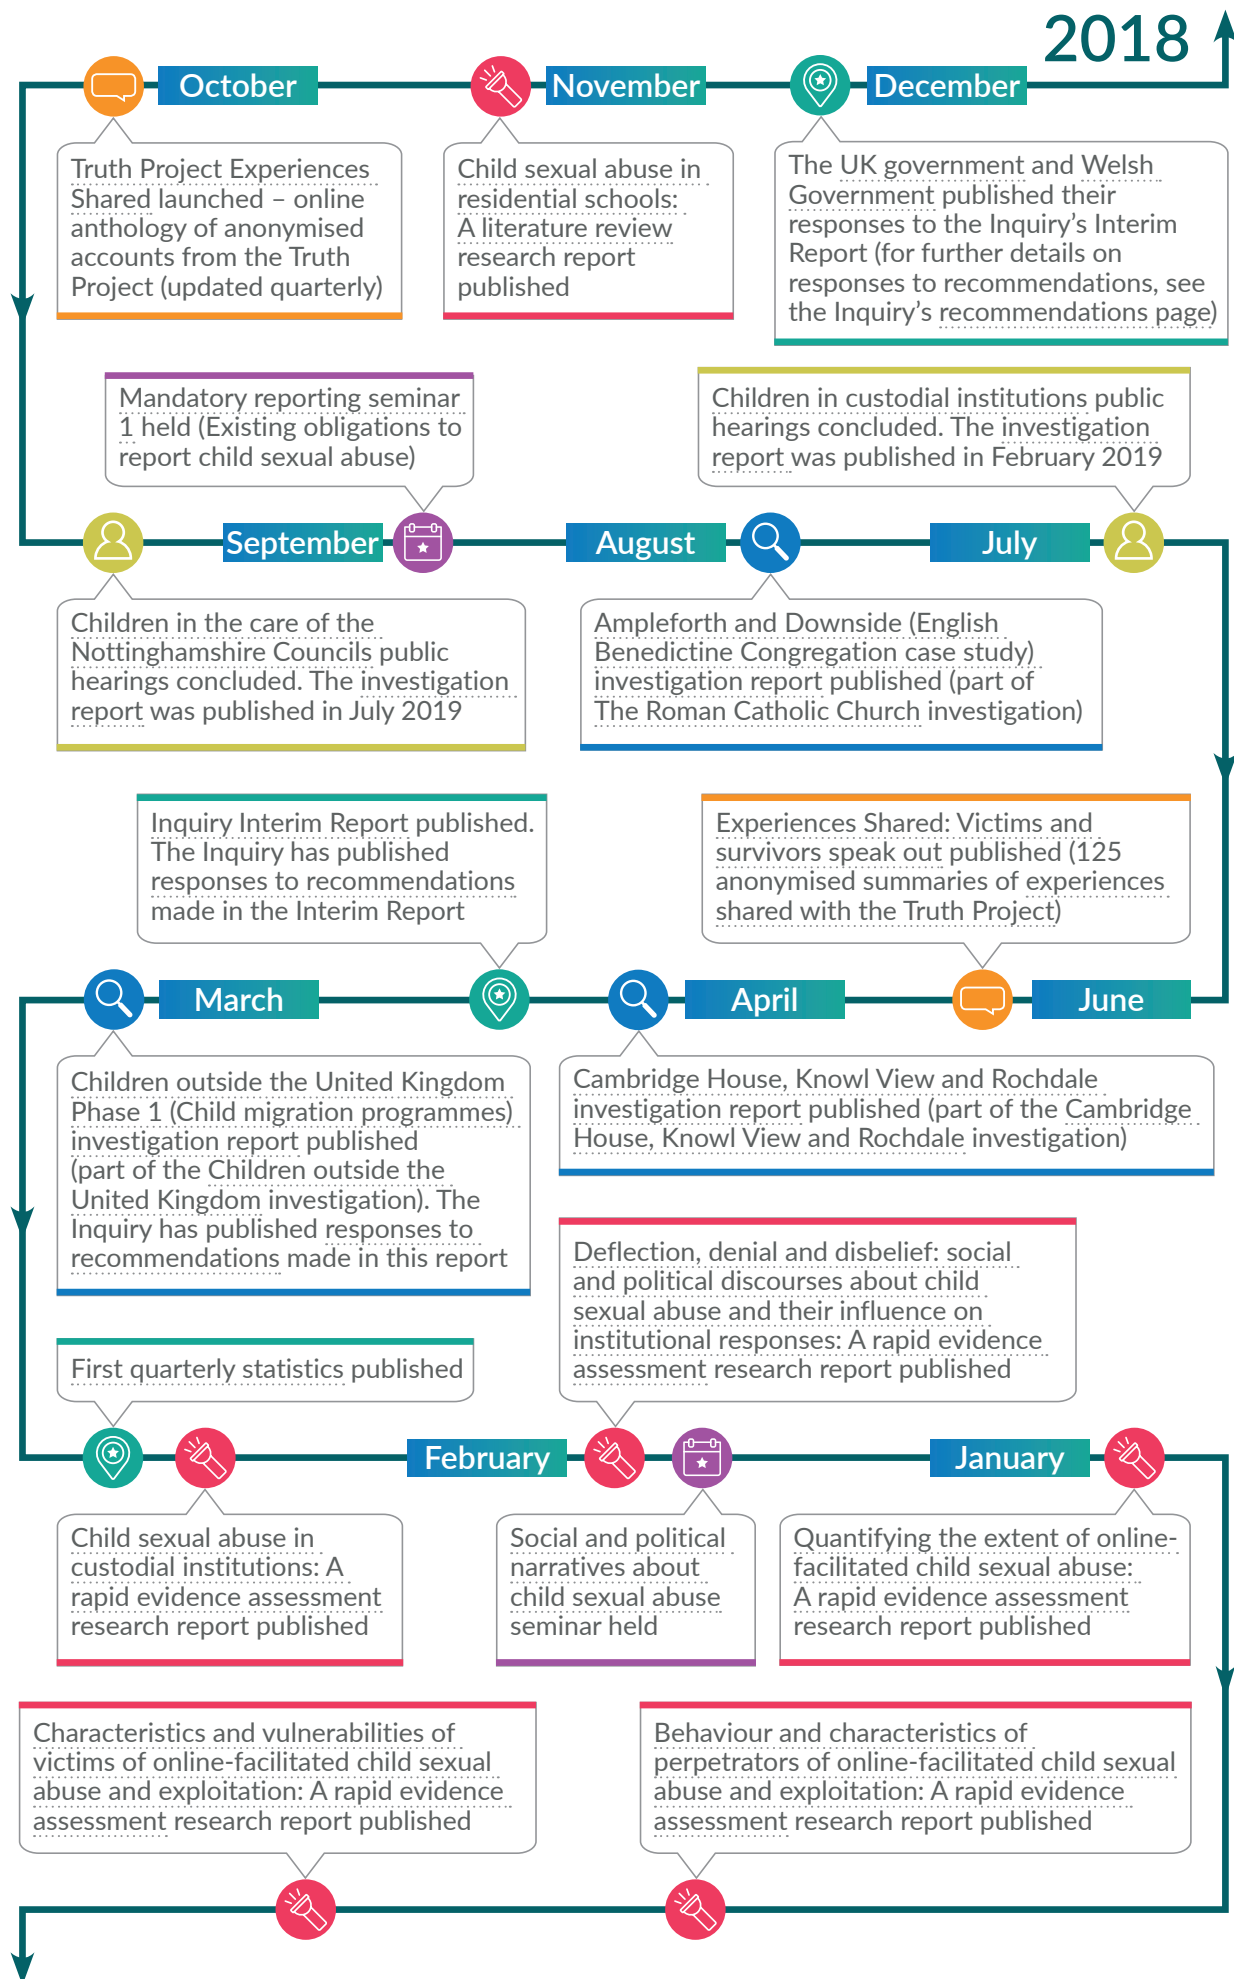 2018
October
November
December
Truth Project Experiences
Shared launched – online
anthology of anonymised
accounts from the Truth
Project (updated quarterly)
Child sexual abuse in
residential schools:
A literature review
research report
published
The UK government and Welsh
Government published their
responses to the Inquiry's Interim
Report (for further details on
responses to recommendations, see
the Inquiry's recommendations page)
Mandatory reporting seminar
1 held (Existing obligations to
report child sexual abuse)
Children in custodial institutions public
hearings concluded. The investigation
report was published in February 2019
September
August
July
Children in the care of the
Nottinghamshire Councils public
hearings concluded. The investigation
report was published in July 2019
Ampleforth and Downside (English
Benedictine Congregation case study)
investigation report published (part of
The Roman Catholic Church investigation)
Inquiry Interim Report published.
The Inquiry has published
responses to recommendations
made in the Interim Report
Experiences Shared: Victims and
survivors speak out published (125
anonymised summaries of experiences
shared with the Truth Project)
March
April
June
Children outside the United Kingdom
Phase 1 (Child migration programmes)
investigation report published
(part of the Children outside the
United Kingdom investigation). The
Inquiry has published responses to
recommendations made in this report
Cambridge House, Knowl View and Rochdale
investigation report published (part of the Cambridge
House, Knowl View and Rochdale investigation)
Deflection, denial and disbelief: social
and political discourses about child
sexual abuse and their influence on
institutional responses: A rapid evidence
assessment research report published
First quarterly statistics published
February
January
Child sexual abuse in
custodial institutions: A
rapid evidence assessment
research report published
Social and political
narratives about
child sexual abuse
seminar held
Quantifying the extent of online-
facilitated child sexual abuse:
A rapid evidence assessment
research report published
Characteristics and vulnerabilities of
victims of online-facilitated child sexual
abuse and exploitation: A rapid evidence
assessment research report published
Behaviour and characteristics of
perpetrators of online-facilitated child sexual
abuse and exploitation: A rapid evidence
assessment research report published